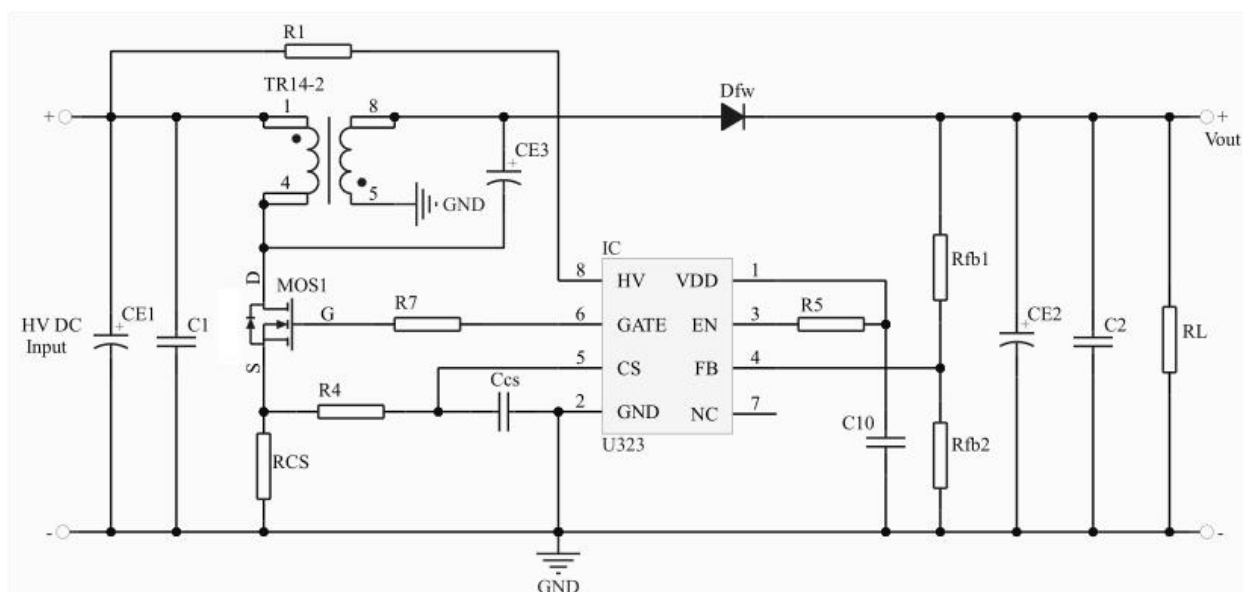 R1
TR14-2
Dfw
1
8
+
+
Vout
CE3
+
4
5
GND
IC
D
MOS1
8
HV
VDD
1
Rfb1
G
R7
6
GATE
EN
3
R5
HV DC
Input
CE1
+
C1
5
CS
FB
4
CE2
+
C2
RL
S
R4
Ccs
2
GND
NC
7
C10
U323
Rfb2
RCS
-
-
GND